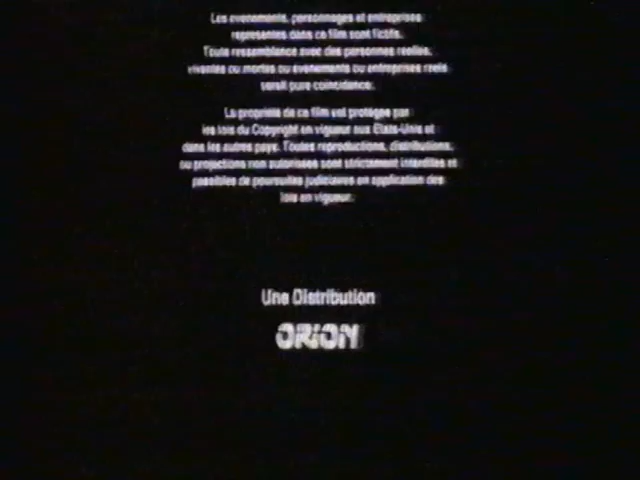 Les evenements, personnages et entreprises
representes dans ce film sont fictifs.
Toute ressemblance avec des personnes reelles,
vivantes ou mortes ou evenements ou entreprises reels
serait pure coincidence.
La propriete de ce film est protegee par
les lois du Copyright en vigueur aux Etats-Unis et
dans les autres pays. Toutes reproductions, distributions,
ou projections non autorisees sont strictement interdites et
passibles de poursuites judiciaires en application des
lois en vigueur.
Une Distribution
ORION